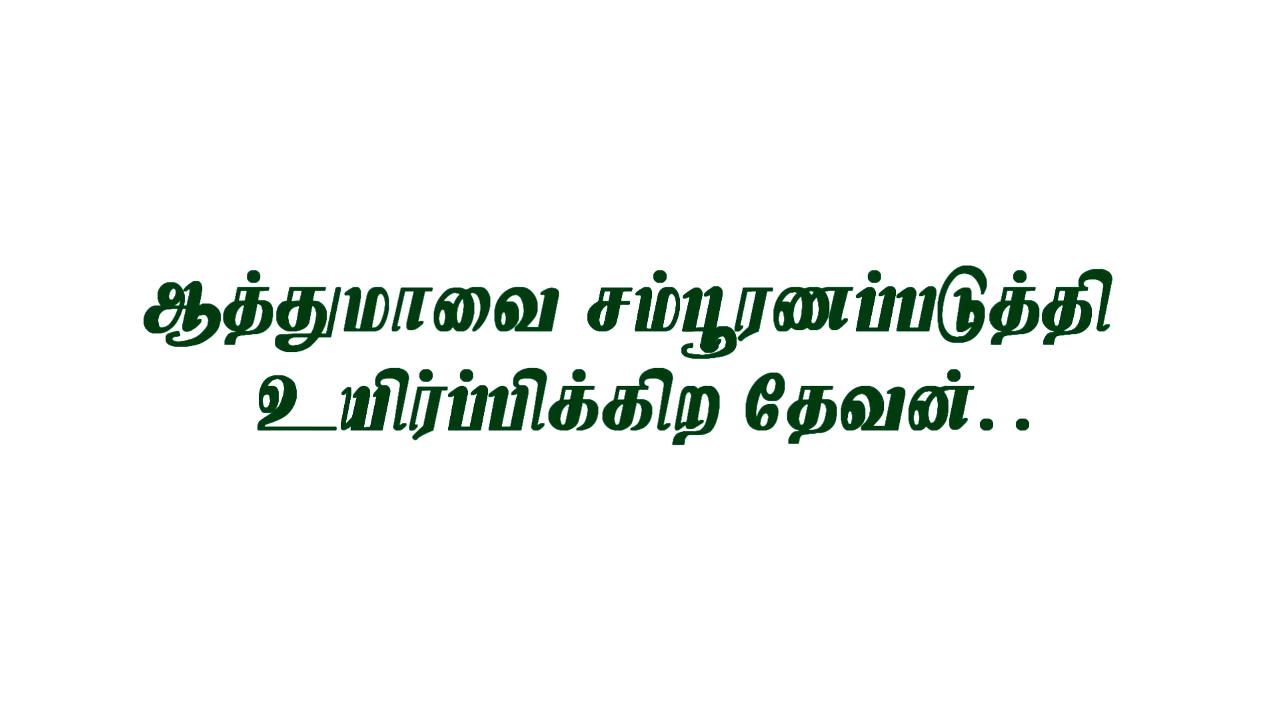 ஆத்துமாவை சம்பூரணப்படுத்தி
உயிர்ப்பிக்கிற தேவன்..